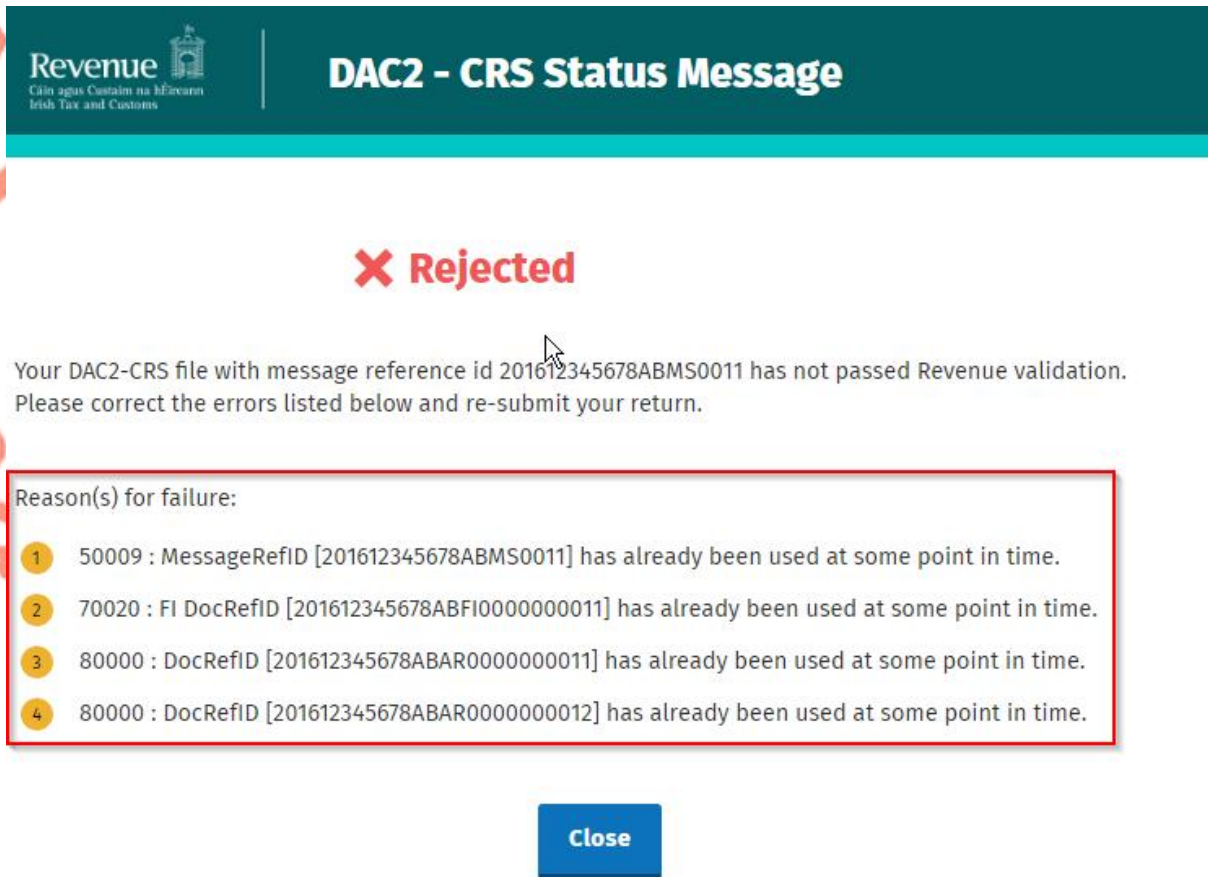 Revenue
Cáin agus Custaim na hÉireann
Irish Tax and Customs
DAC2 - CRS Status Message
Rejected
Your DAC2-CRS file with message reference id 201612345678ABMS0011 has not passed Revenue validation.
Please correct the errors listed below and re-submit your return.
Reason(s) for failure:
1 50009 : MessageRefID [201612345678ABMS0011] has already been used at some point in time.
2 70020 : FI DocRefID [201612345678ABFI0000000011] has already been used at some point in time.
3 80000 : DocRefID [201612345678ABAR0000000011] has already been used at some point in time.
4 80000 : DocRefID [201612345678ABAR0000000012] has already been used at some point in time.
Close